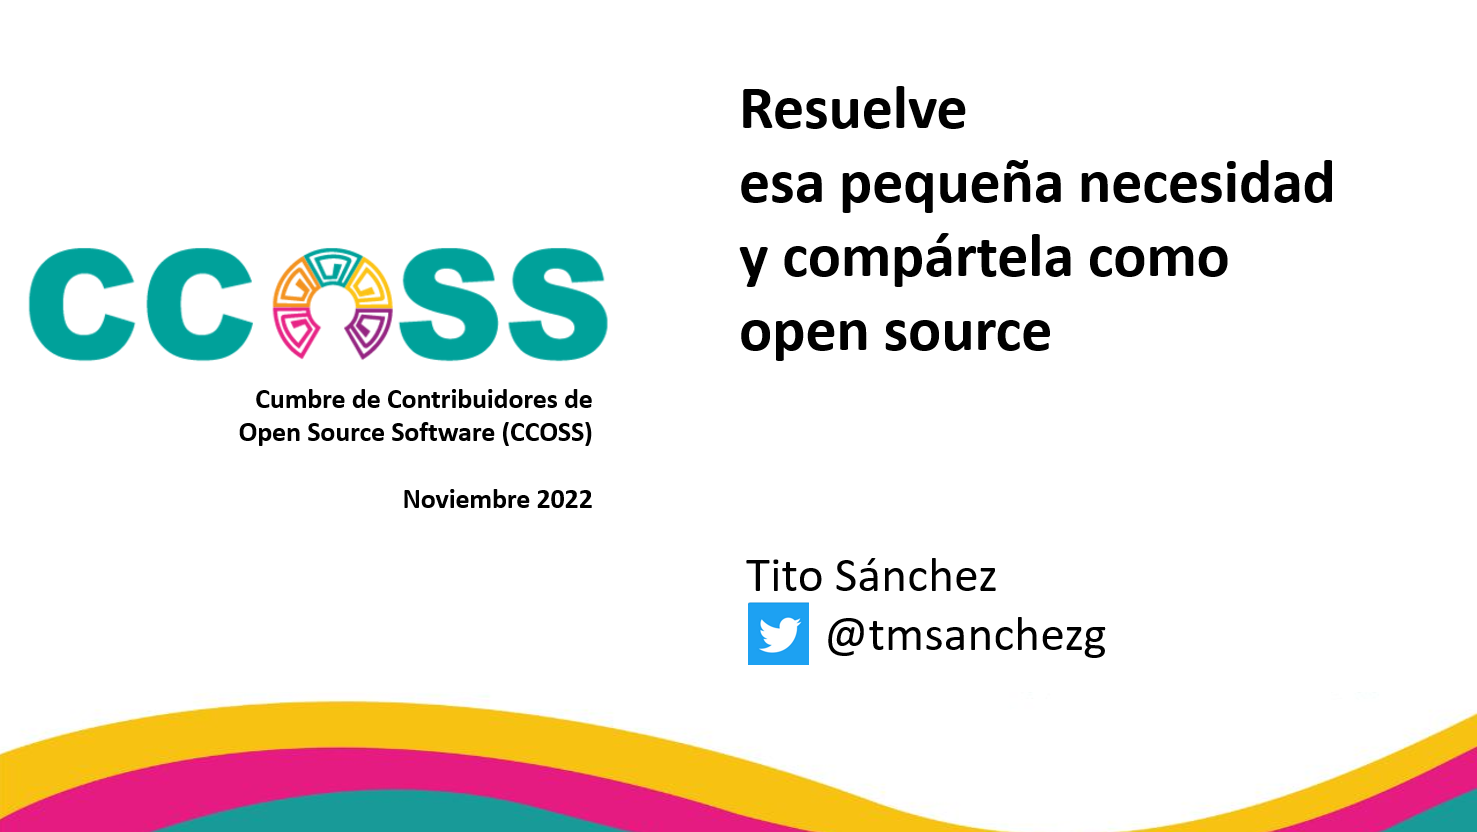 CCOSS
Cumbre de Contribuidores de
Open Source Software (CCOSS)
Noviembre 2022
Resuelve
esa pequeña necesidad
y compártela como
open source
Tito Sánchez
@tmsanchezg